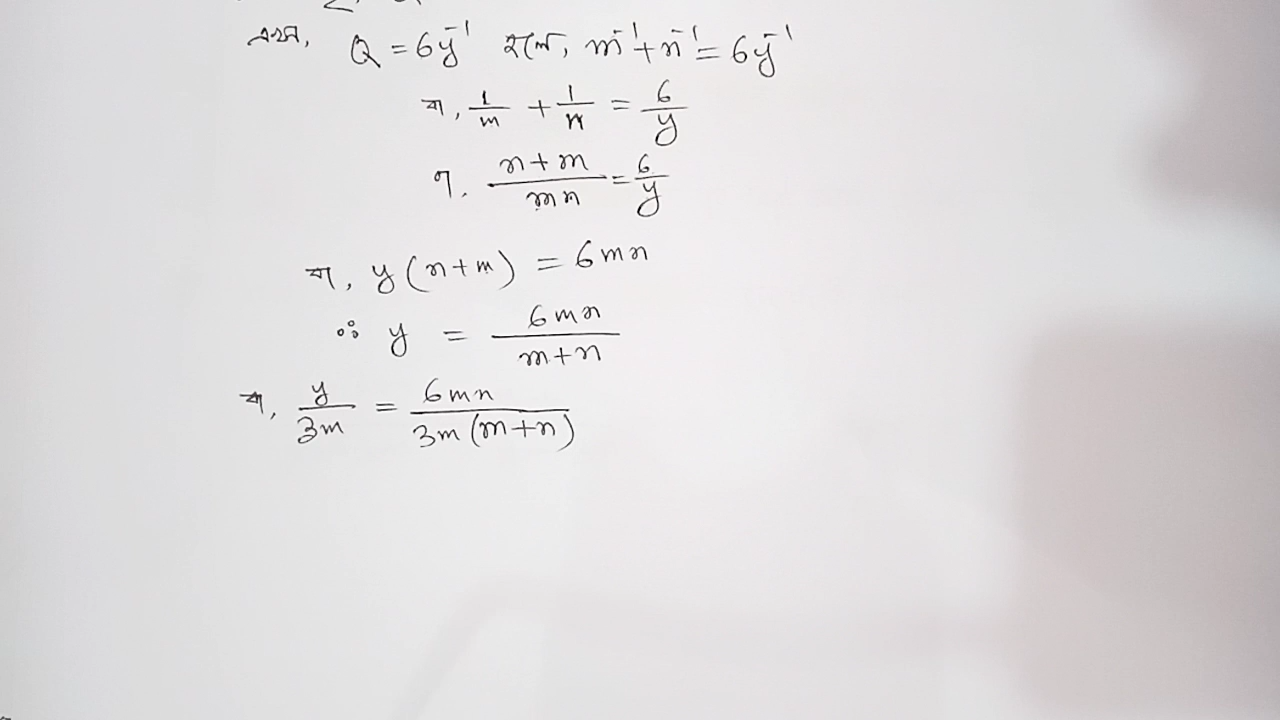 এখন, Q = 6y⁻¹ হলে, m⁻¹ + n⁻¹ = 6y⁻¹
বা, 1/m + 1/n = 6/y
বা, (n+m)/(mn) = 6/y
বা, y(n+m) = 6mn
∴ y = 6mn/(m+n)
বা, y/3m = 6mn/(3m(m+n))